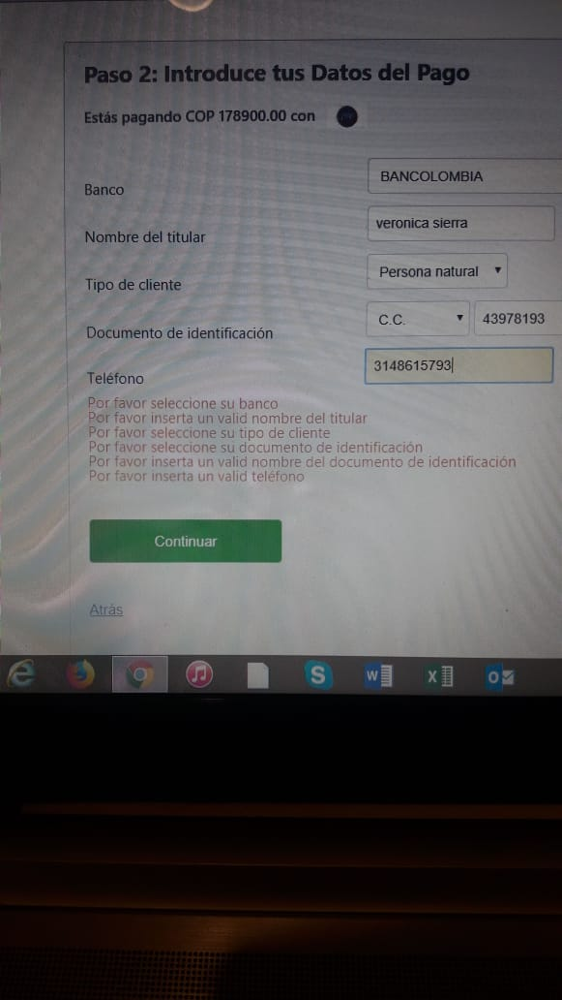 Paso 2: Introduce tus Datos del Pago
Estás pagando COP 178900.00 con
Banco BANCOLOMBIA
Nombre del titular veronica sierra
Tipo de cliente Persona natural
Documento de identificación C.C. 43978193
Teléfono 3148615793
Por favor seleccione su banco
Por favor inserta un valid nombre del titular
Por favor seleccione su tipo de cliente
Por favor seleccione su documento de identificación
Por favor inserta un valid nombre del documento de identificación
Por favor inserta un valid teléfono
Continuar
Atrás